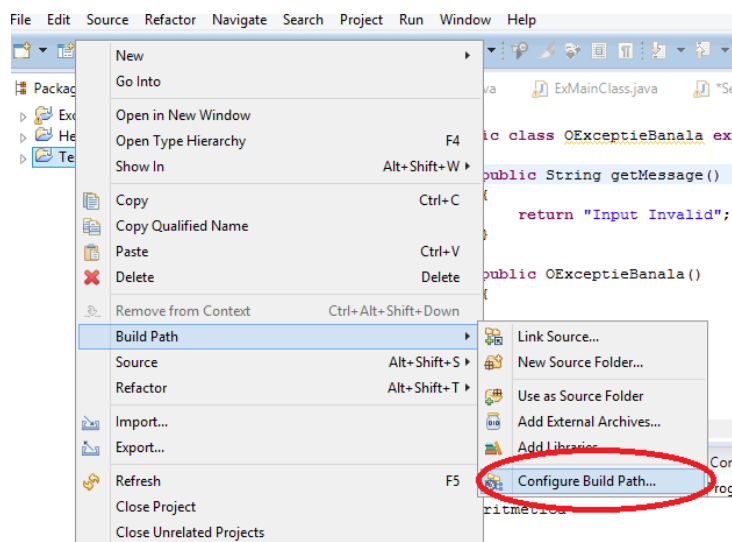 File Edit Source Refactor Navigate Search Project Run Window Help
Packag
Exc
He
Te
New
Go Into
Open in New Window
Open Type Hierarchy F4
Show In Alt+Shift+W
Copy Ctrl+C
Copy Qualified Name
Paste Ctrl+V
Delete Delete
Remove from Context Ctrl+Alt+Shift+Down
Build Path
Source Alt+Shift+S
Refactor Alt+Shift+T
Import...
Export...
Refresh F5
Close Project
Close Unrelated Projects
va ExMainClass.java *Se
ic class OExceptieBanala ex
public String getMessage()
{
return "Input Invalid";
}
public OExceptieBanala()
{
Link Source...
New Source Folder...
Use as Source Folder
Add External Archives...
Add Libraries...
Configure Build Path...
Con
rog
ritmetica